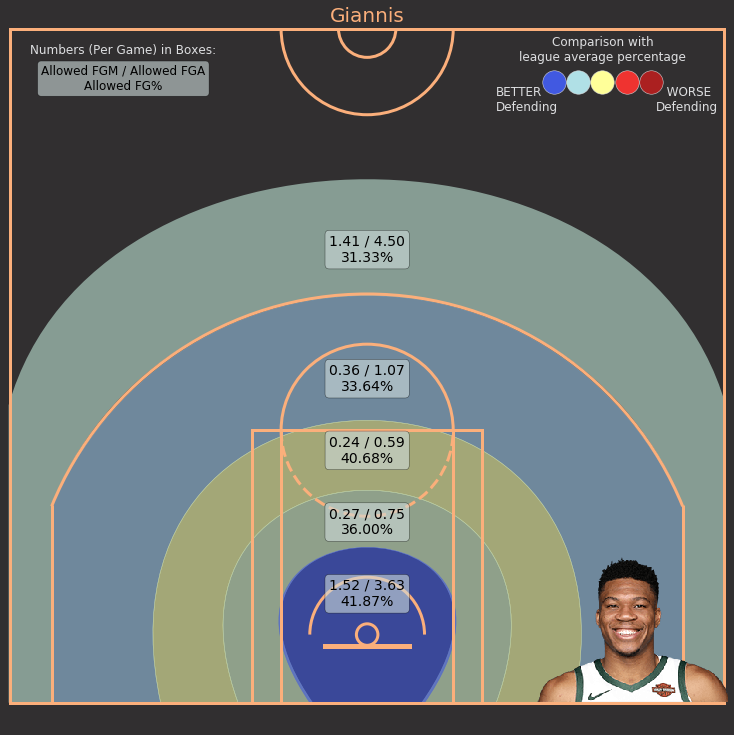 Giannis
Numbers (Per Game) in Boxes:
Allowed FGM / Allowed FGA
Allowed FG%
Comparison with
league average percentage
BETTER
Defending
WORSE
Defending
1.41 / 4.50
31.33%
0.36 / 1.07
33.64%
0.24 / 0.59
40.68%
0.27 / 0.75
36.00%
1.52 / 3.63
41.87%